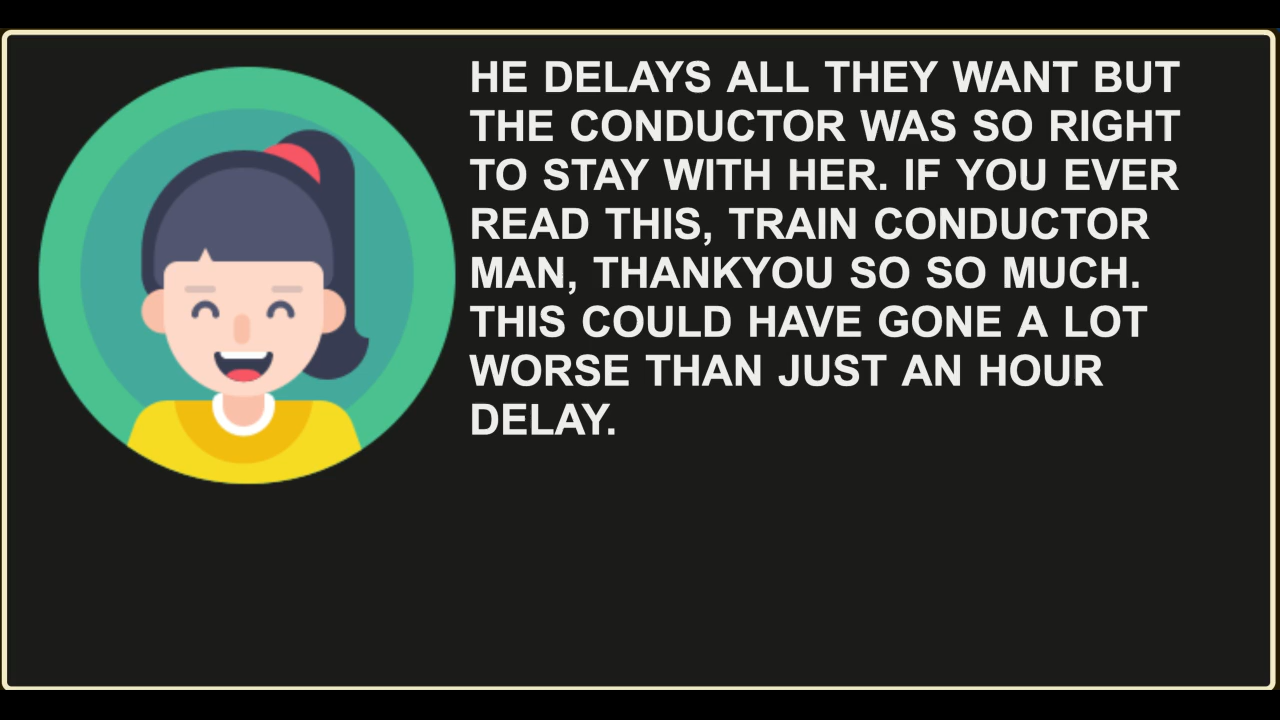 HE DELAYS ALL THEY WANT BUT
THE CONDUCTOR WAS SO RIGHT
TO STAY WITH HER. IF YOU EVER
READ THIS, TRAIN CONDUCTOR
MAN, THANKYOU SO SO MUCH.
THIS COULD HAVE GONE A LOT
WORSE THAN JUST AN HOUR
DELAY.